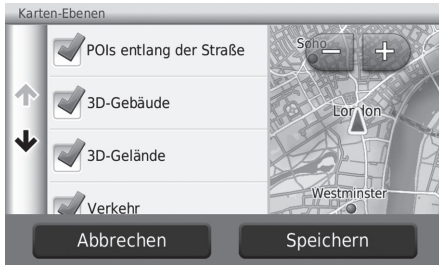 Karten-Ebenen
POIs entlang der Straße
3D-Gebäude
3D-Gelände
Verkehr
Soho
London
Westminster
Abbrechen
Speichern